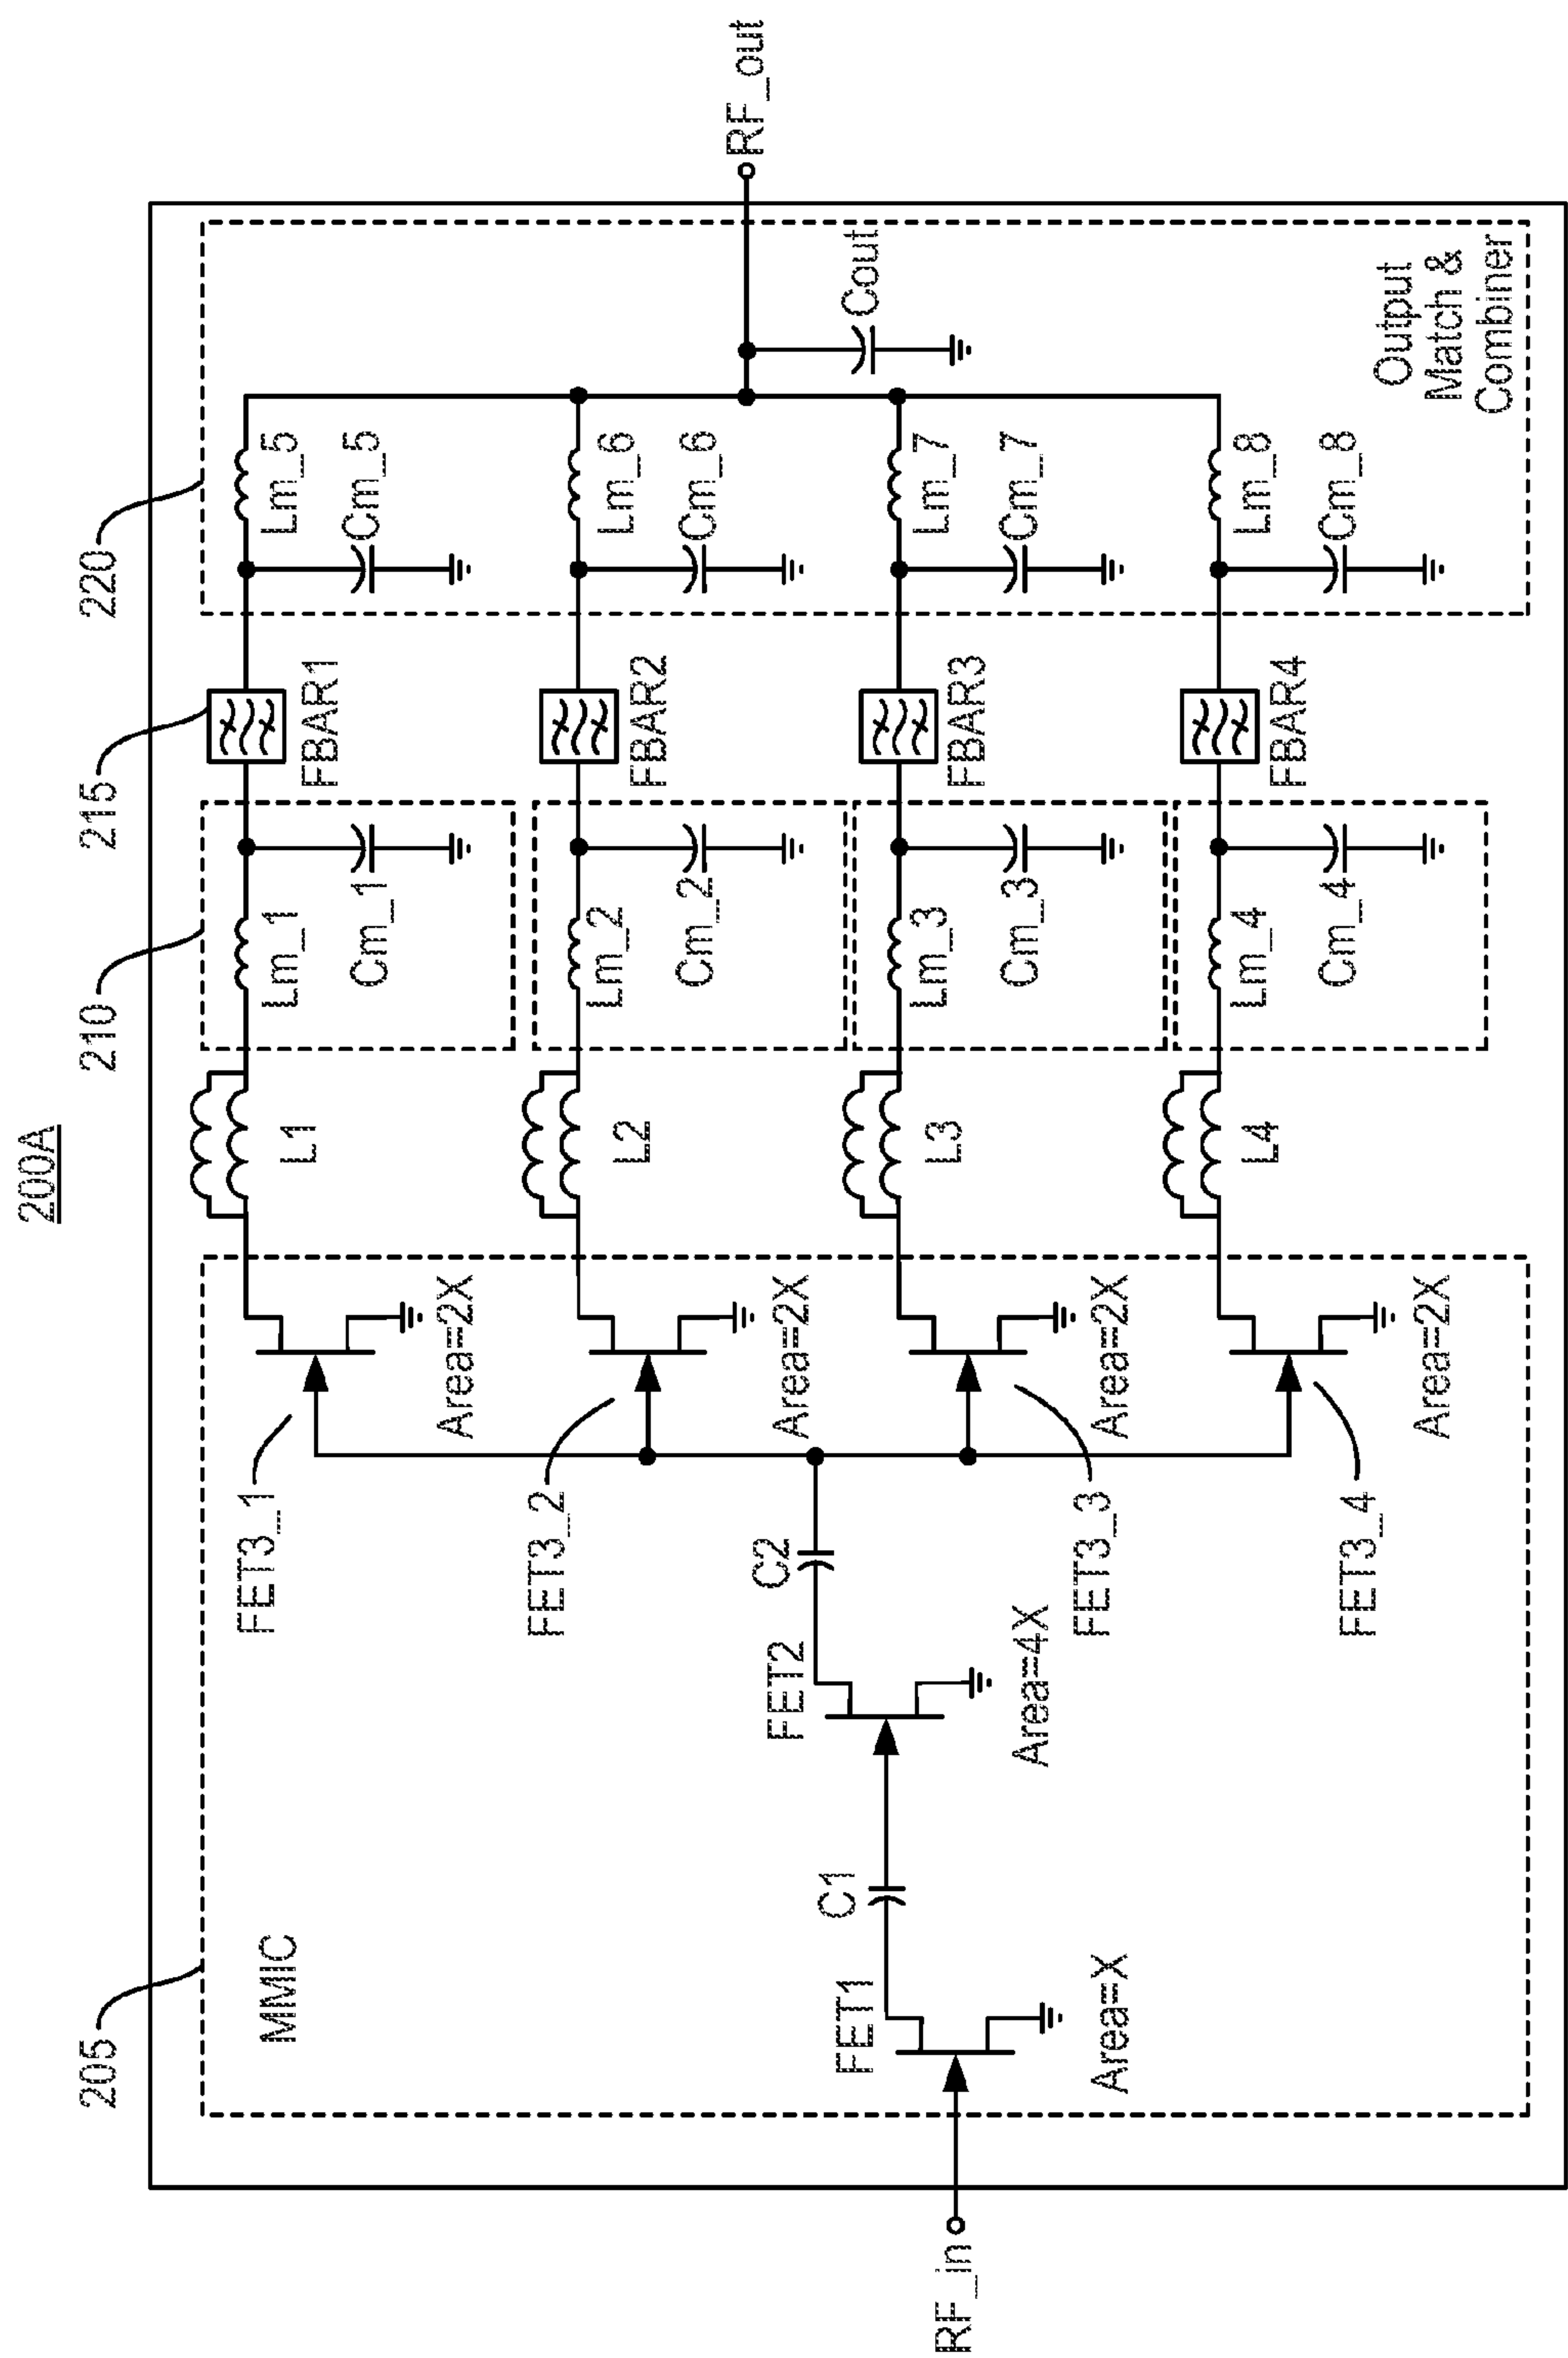 200A
205
210
215
220
MMIC
FET3_1
Area=2X
L1
Lm_1
Cm_1
FBAR1
Lm_5
Cm_5
FET3_2
Area=2X
L2
Lm_2
Cm_2
FBAR2
Lm_6
Cm_6
RF_out
Cout
C2
FET2
Area=4X
C1
FET1
Area=X
RF_in
FET3_3
Area=2X
L3
Lm_3
Cm_3
FBAR3
Lm_7
Cm_7
FET3_4
Area=2X
L4
Lm_4
Cm_4
FBAR4
Lm_8
Cm_8
Output
Match &
Combiner